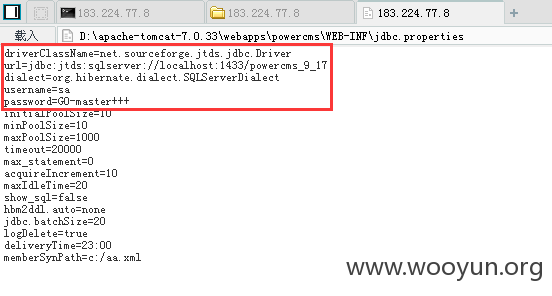 183.224.77.8
183.224.77.8
183.224.77.8
载入
D:\apache-tomcat-7.0.33\webapps\powercms\WEB-INF\jdbc.properties
driverClassName=net.sourceforge.jtds.jdbc.Driver
url=jdbc:jtds:sqlserver://localhost:1433/powercms_9_17
dialect=org.hibernate.dialect.SQLServerDialect
username=sa
password=GO-master+++
initialPoolSize=10
minPoolSize=10
maxPoolSize=1000
timeout=20000
max_statement=0
acquireIncrement=10
maxIdleTime=20
show_sql=false
hbm2ddl.auto=none
jdbc.batchSize=20
logDelete=true
deliveryTime=23:00
memberSynPath=c:/aa.xml
www.wooyun.org